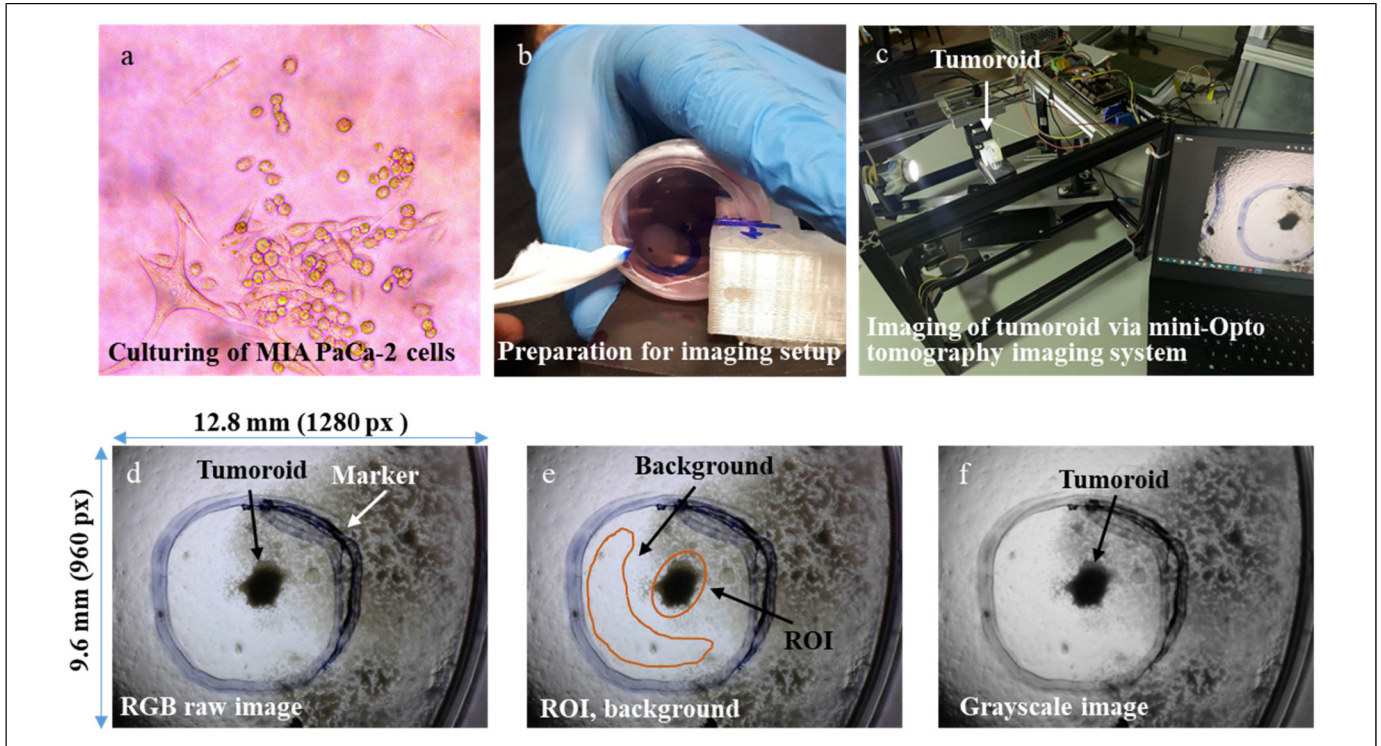 a
Culturing of MIA PaCa-2 cells
b
Preparation for imaging setup
c
Tumoroid
Imaging of tumoroid via mini-Opto
tomography imaging system
12.8 mm (1280 px )
9.6 mm (960 px)
d
Tumoroid
Marker
RGB raw image
e
Background
ROI
ROI, background
f
Tumoroid
Grayscale image